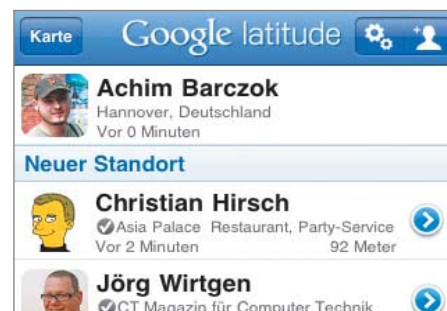 Karte Google latitude
Achim Barczok
Hannover, Deutschland
Vor 0 Minuten
Neuer Standort
Christian Hirsch
Asia Palace Restaurant, Party-Service
Vor 2 Minuten 92 Meter
Jörg Wirtgen
CT Magazin für Computer Technik